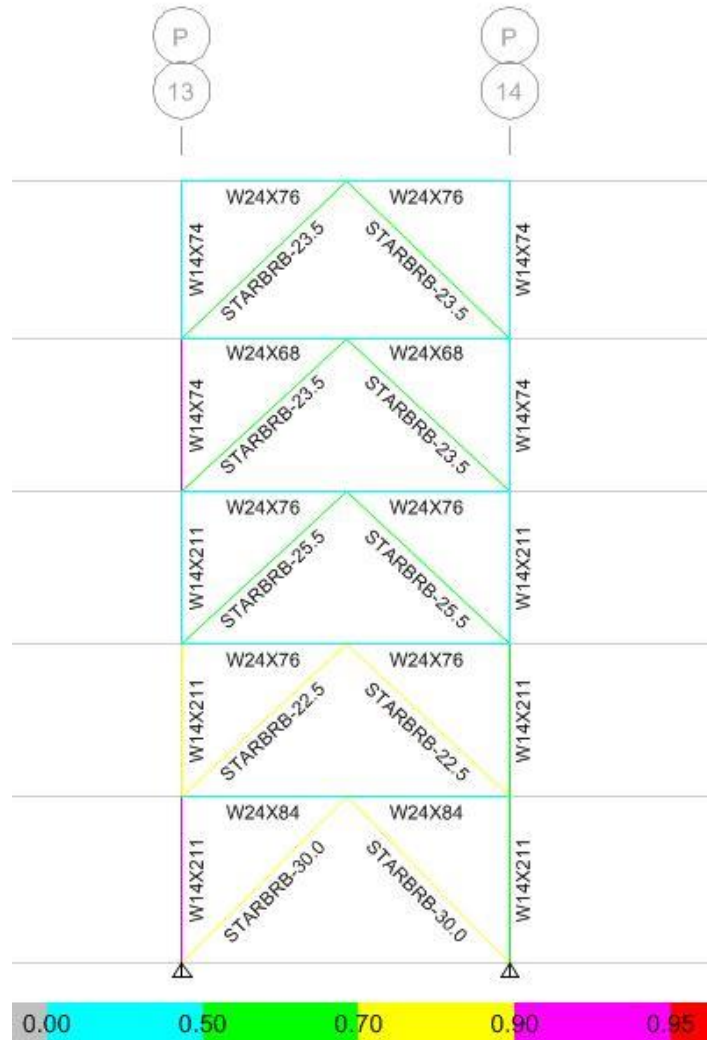 P P
13 14
W24X76 W24X76
W14X74 STARBRB-23.5 STARBRB-23.5 W14X74
W24X68 W24X68
W14X74 STARBRB-23.5 STARBRB-23.5 W14X74
W24X76 W24X76
W14X211 STARBRB-25.5 STARBRB-25.5 W14X211
W24X76 W24X76
W14X211 STARBRB-22.5 STARBRB-22.5 W14X211
W24X84 W24X84
W14X211 STARBRB-30.0 STARBRB-30.0 W14X211
0.00 0.50 0.70 0.90 0.95